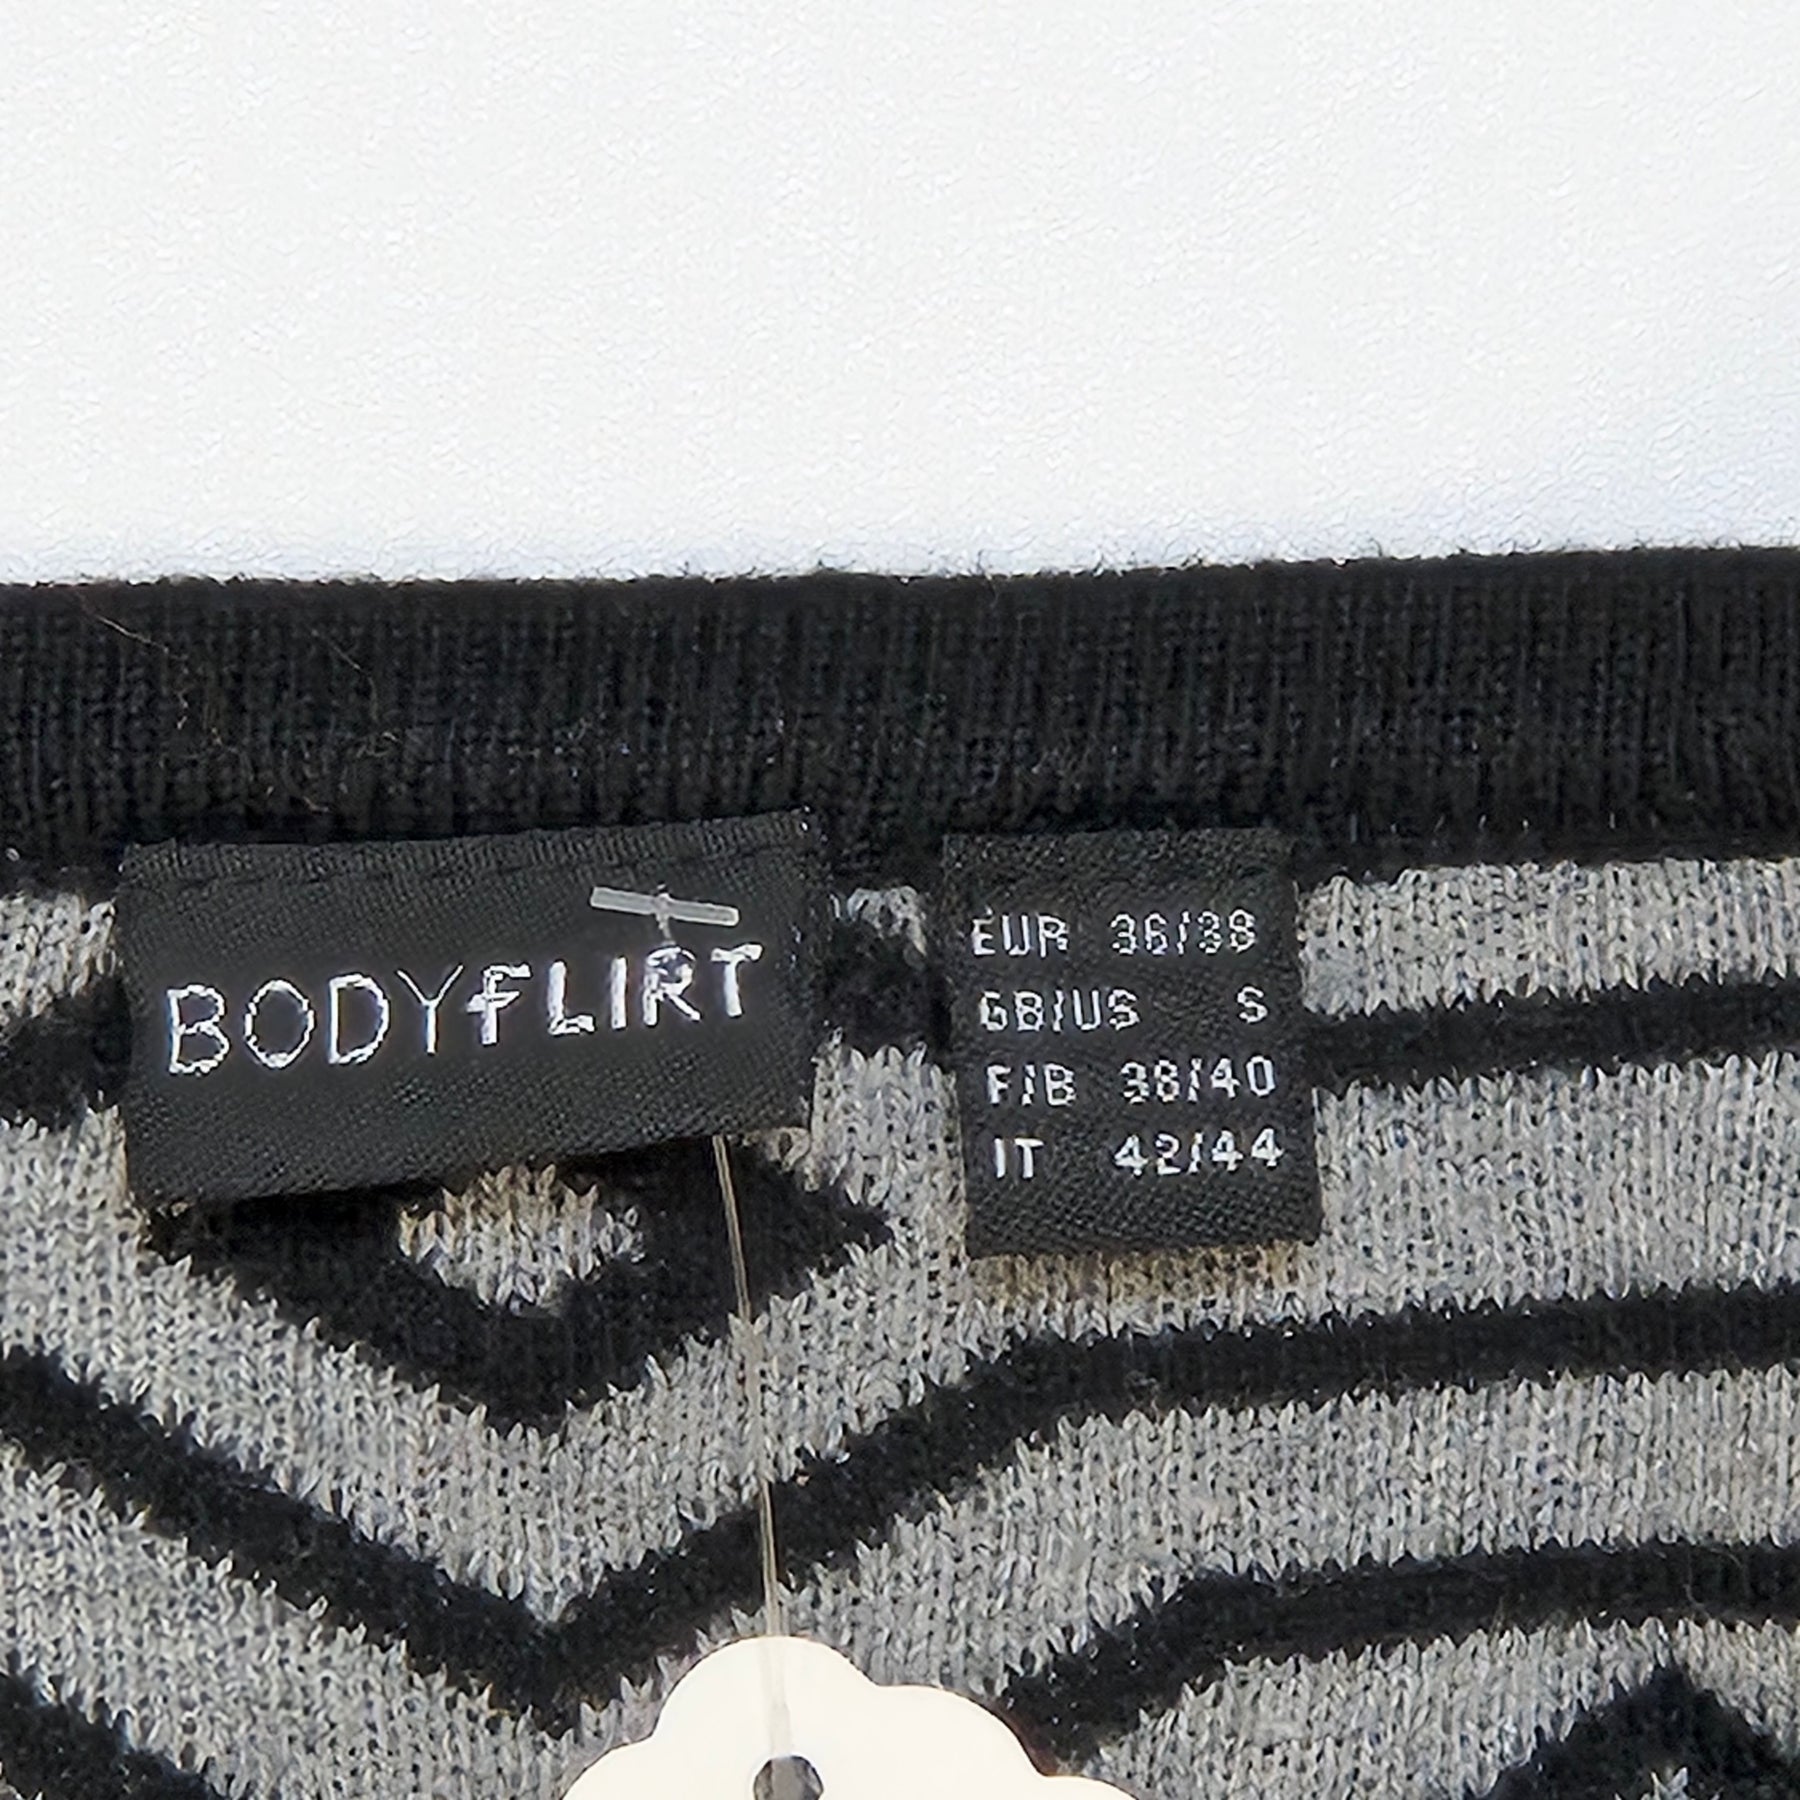 BODYFLIRT
EUR 36/38
GB/US S
F/B 38/40
IT 42/44